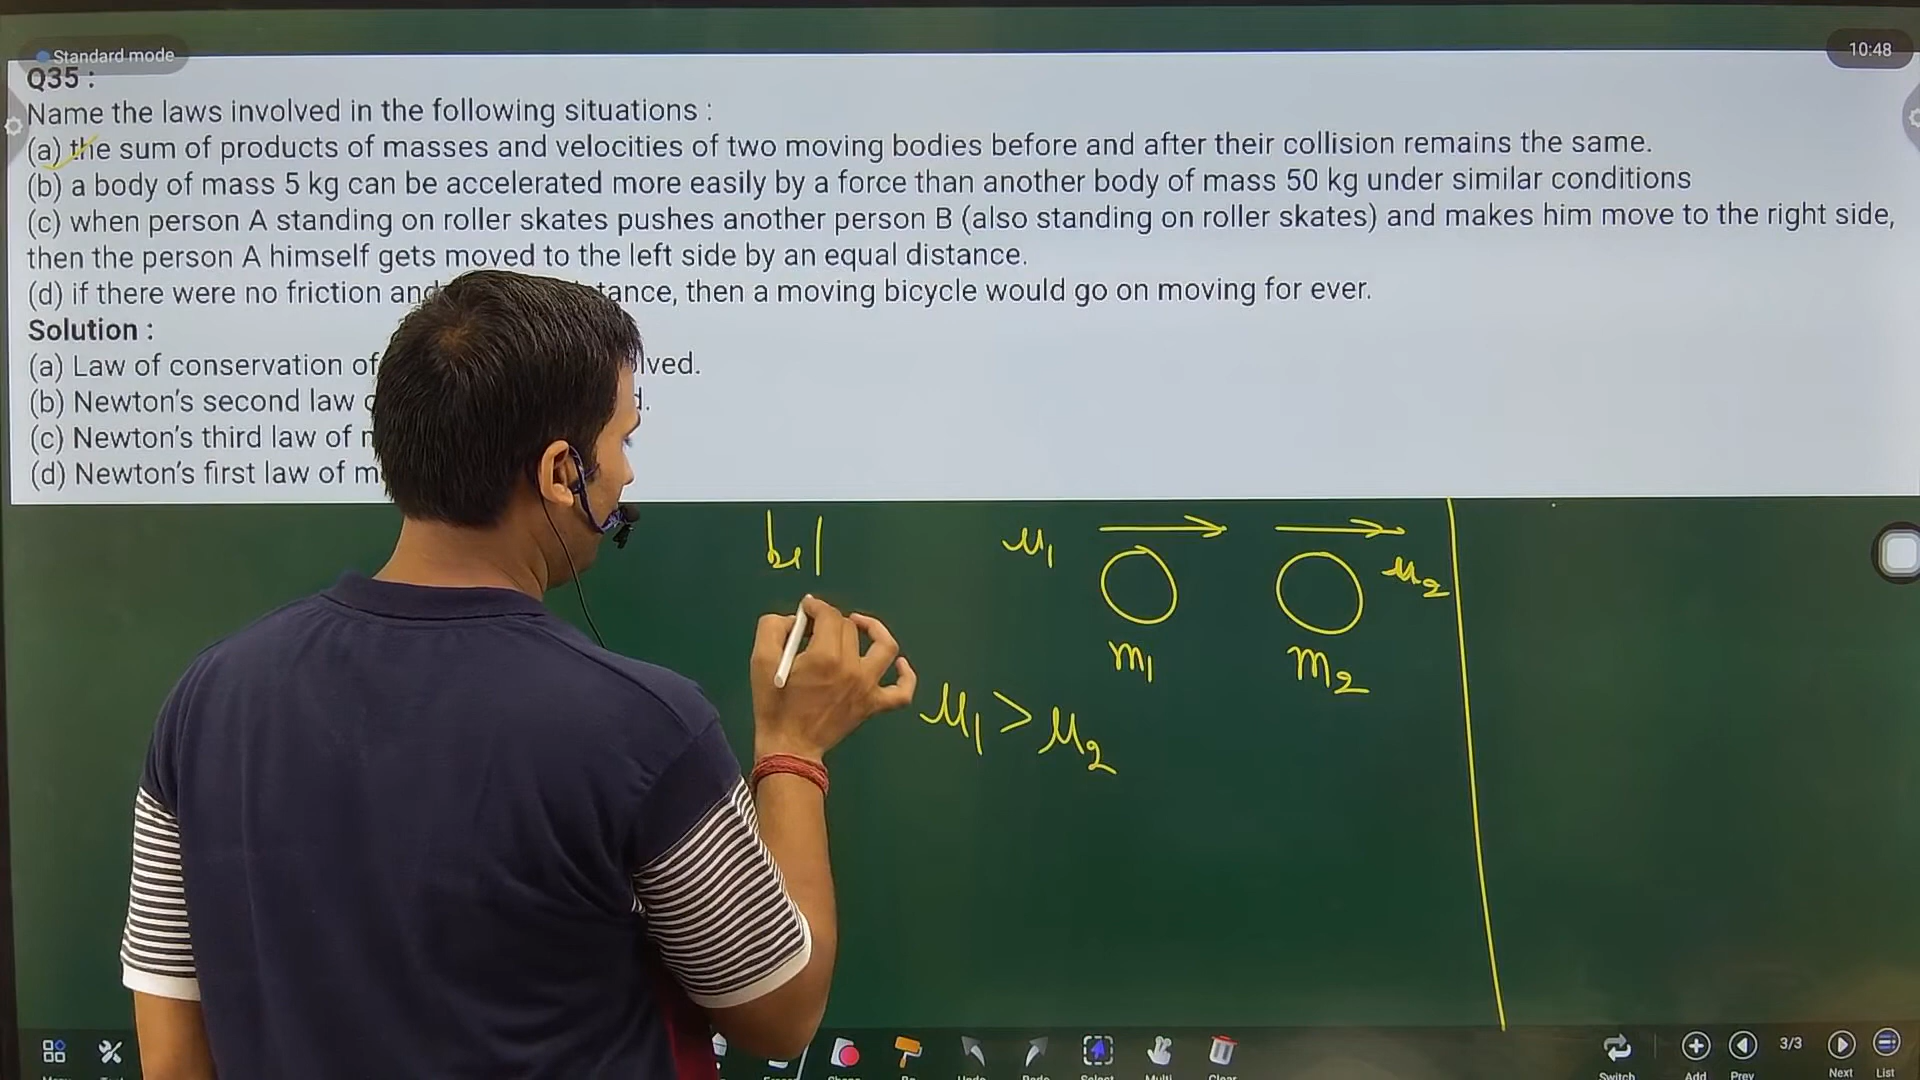 Standard mode
10:48
Q35 :
Name the laws involved in the following situations :
(a) the sum of products of masses and velocities of two moving bodies before and after their collision remains the same.
(b) a body of mass 5 kg can be accelerated more easily by a force than another body of mass 50 kg under similar conditions
(c) when person A standing on roller skates pushes another person B (also standing on roller skates) and makes him move to the right side,
then the person A himself gets moved to the left side by an equal distance.
(d) if there were no friction and tance, then a moving bicycle would go on moving for ever.
Solution :
(a) Law of conservation of lved.
(b) Newton's second law
(c) Newton's third law of
(d) Newton's first law of m
u1 u2
m1 m2
u1 > u2
Undo Redo Select Multi Clear Switch Add Prev 3/3 Next List